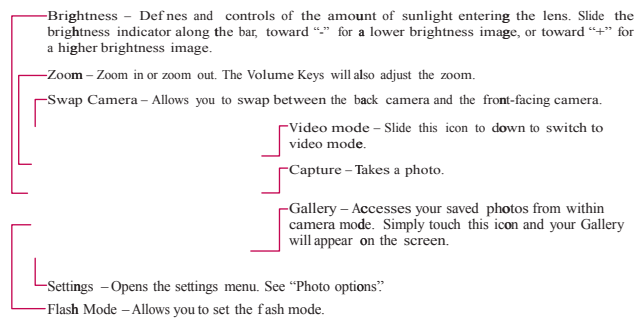 Brightness – Defnes and controls of the amount of sunlight entering the lens. Slide the
brightness indicator along the bar, toward "-" for a lower brightness image, or toward "+" for
a higher brightness image.
Zoom – Zoom in or zoom out. The Volume Keys will also adjust the zoom.
Swap Camera – Allows you to swap between the back camera and the front-facing camera.
Video mode – Slide this icon to down to switch to
video mode.
Capture – Takes a photo.
Gallery – Accesses your saved photos from within
camera mode. Simply touch this icon and your Gallery
will appear on the screen.
Settings – Opens the settings menu. See “Photo options”.
Flash Mode – Allows you to set the fash mode.